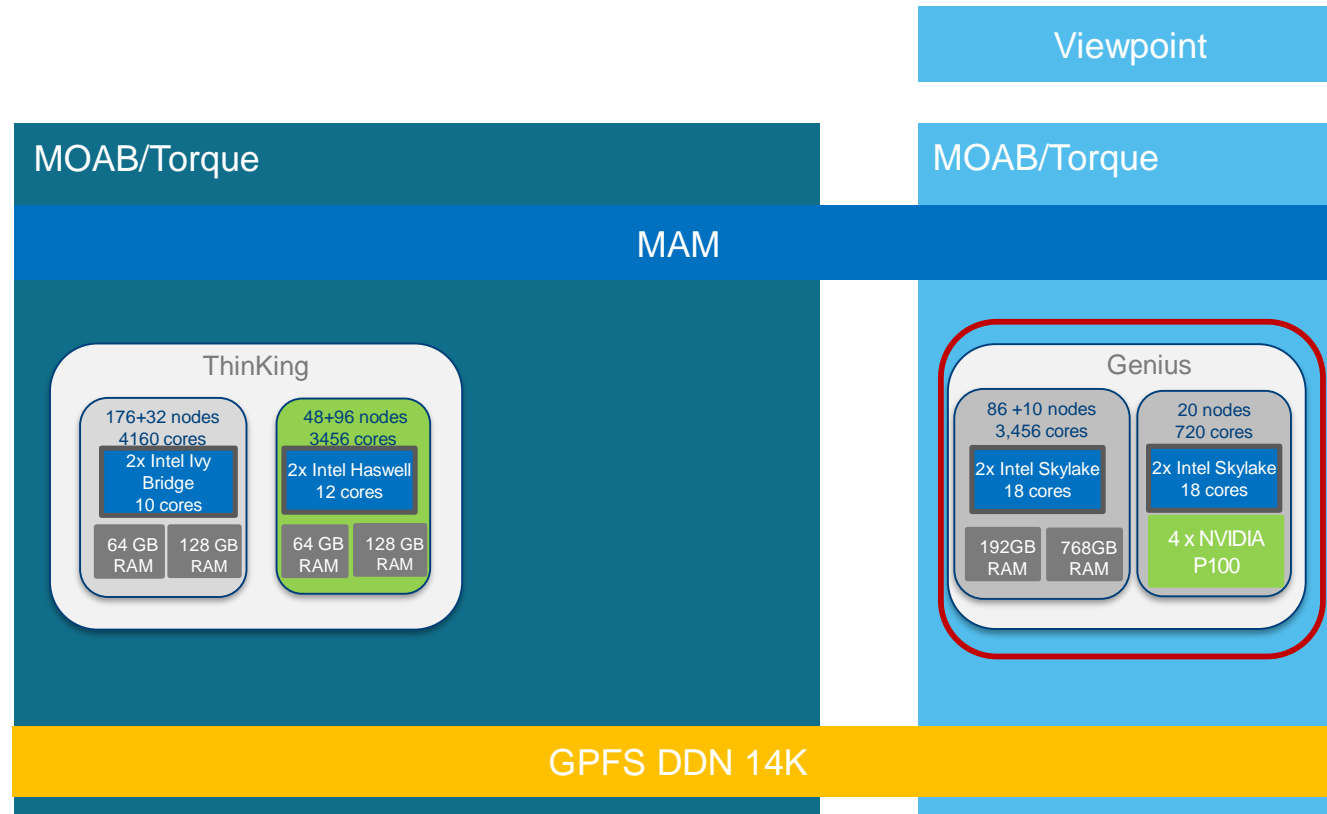 Viewpoint
MOAB/Torque
MOAB/Torque
MAM
ThinKing
176+32 nodes
4160 cores
2x Intel Ivy
Bridge
10 cores
64 GB
RAM
128 GB
RAM
48+96 nodes
3456 cores
2x Intel Haswell
12 cores
64 GB
RAM
128 GB
RAM
Genius
86 +10 nodes
3,456 cores
2x Intel Skylake
18 cores
192GB
RAM
768GB
RAM
20 nodes
720 cores
2x Intel Skylake
18 cores
4 x NVIDIA
P100
GPFS DDN 14K